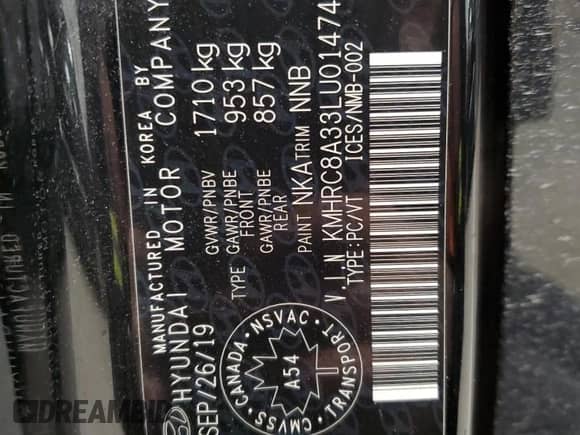 MANUFACTURED IN KOREA BY
HYUNDAI MOTOR COMPANY
SEP/26/19
GVWR/PNBV 1710 kg
TYPE GAWR/PNBE FRONT 953 kg
GAWR/PNBE REAR 857 kg
PAINT NKA TRIM NNB
V.I.N KMHRC8A33LU01474
TYPE:PC/VT ICES/NMB-002
CANADA NSVAC
A54
CMVSS TRANSPORT
DREAMBID